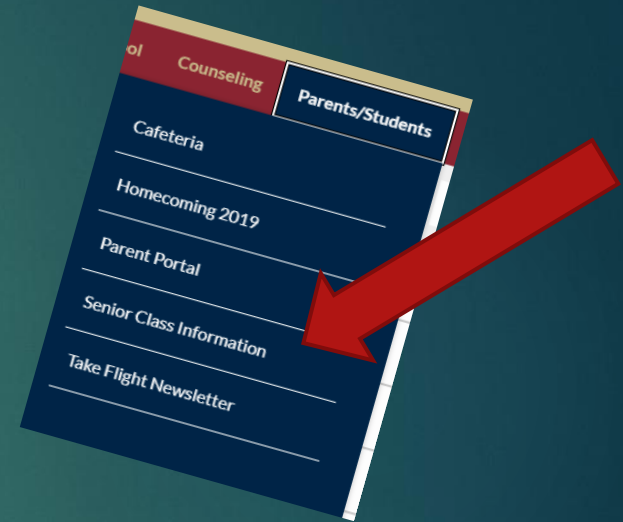 ol
Counseling
Parents/Students
Cafeteria
Homecoming 2019
Parent Portal
Senior Class Information
Take Flight Newsletter